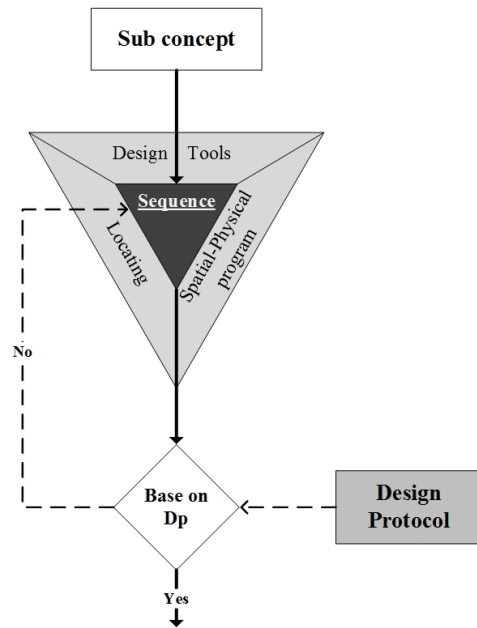 Sub concept
Design Tools
Sequence
Locating
Spatial-Physical
program
No
Base on
Dp
Design
Protocol
Yes